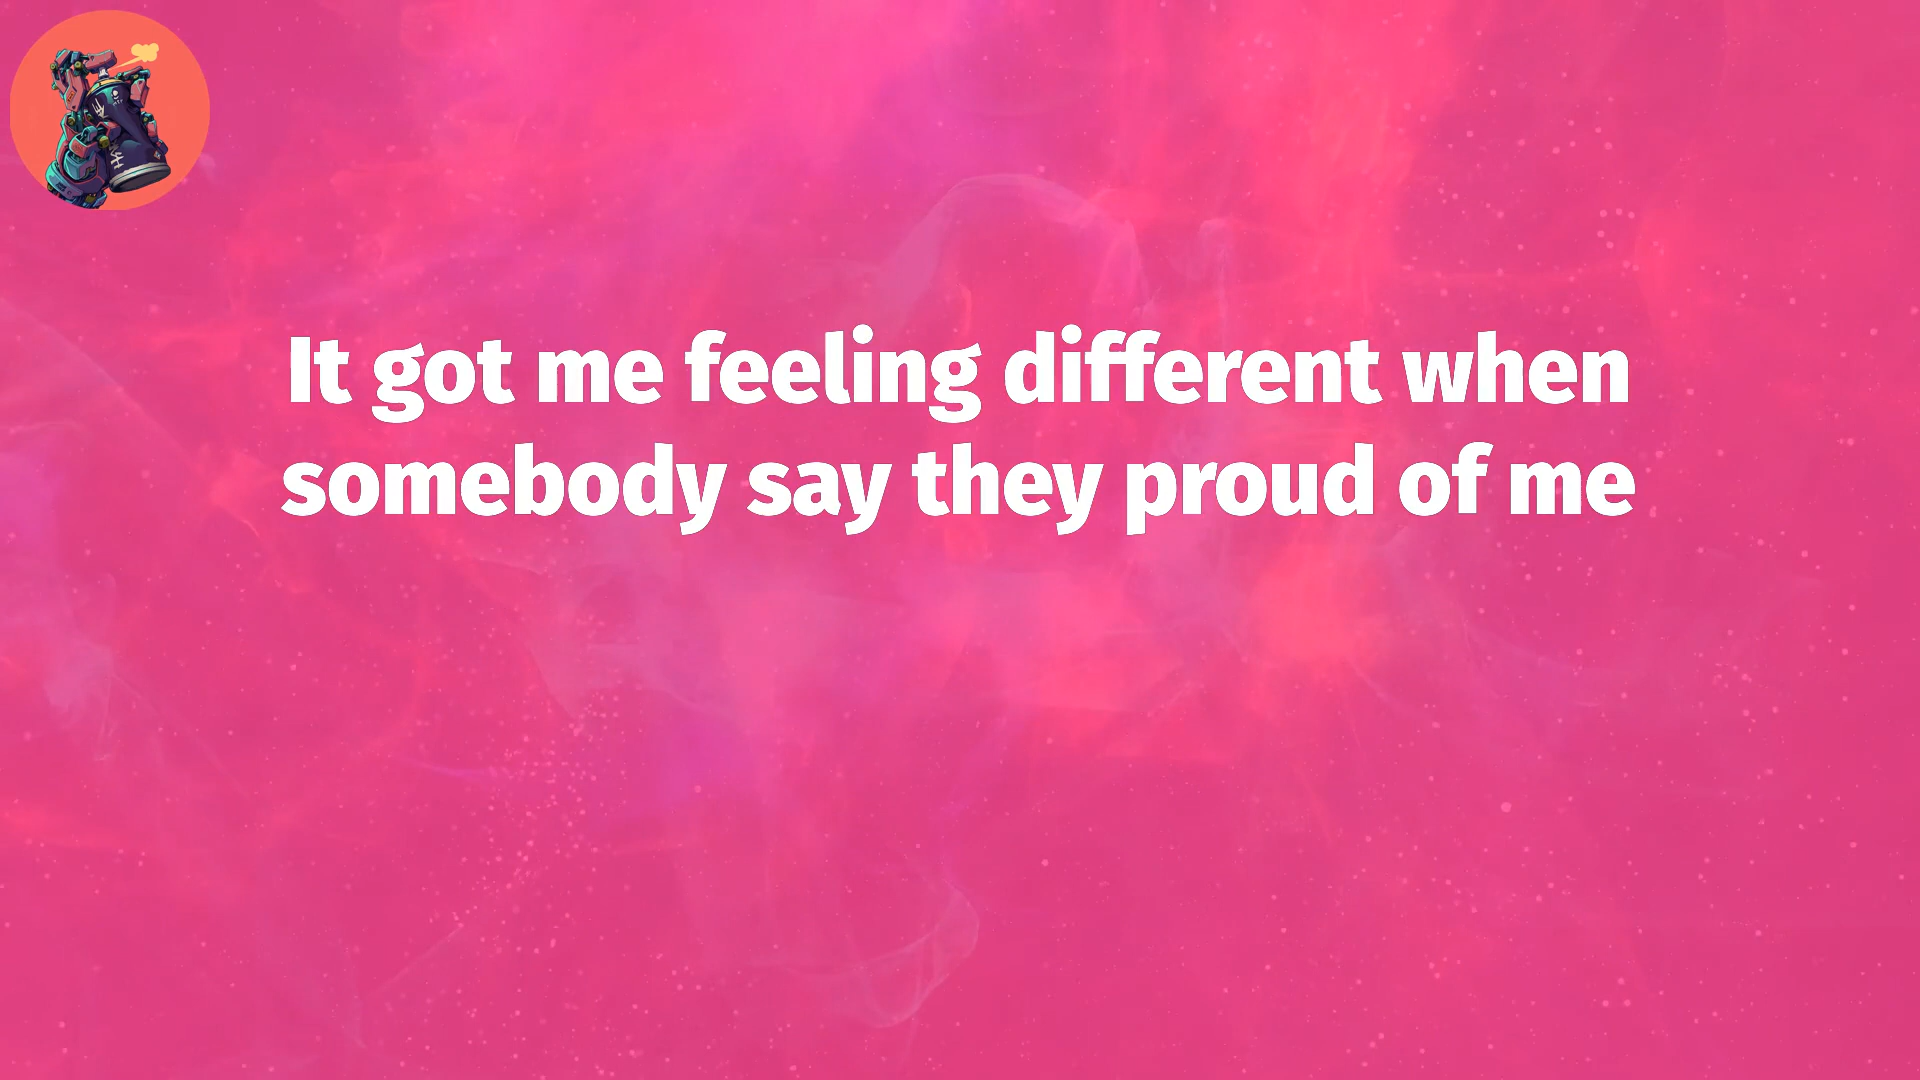 It got me feeling different when
somebody say they proud of me